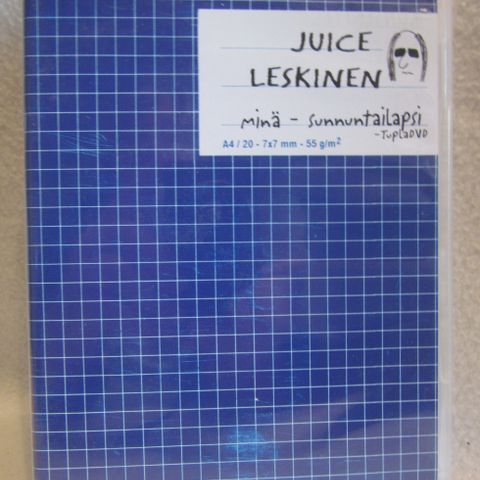 JUICE
LESKINEN
minä - sunnuntailapsi
-TuplaDVD
A4 / 20 - 7x7 mm - 55 g/m²